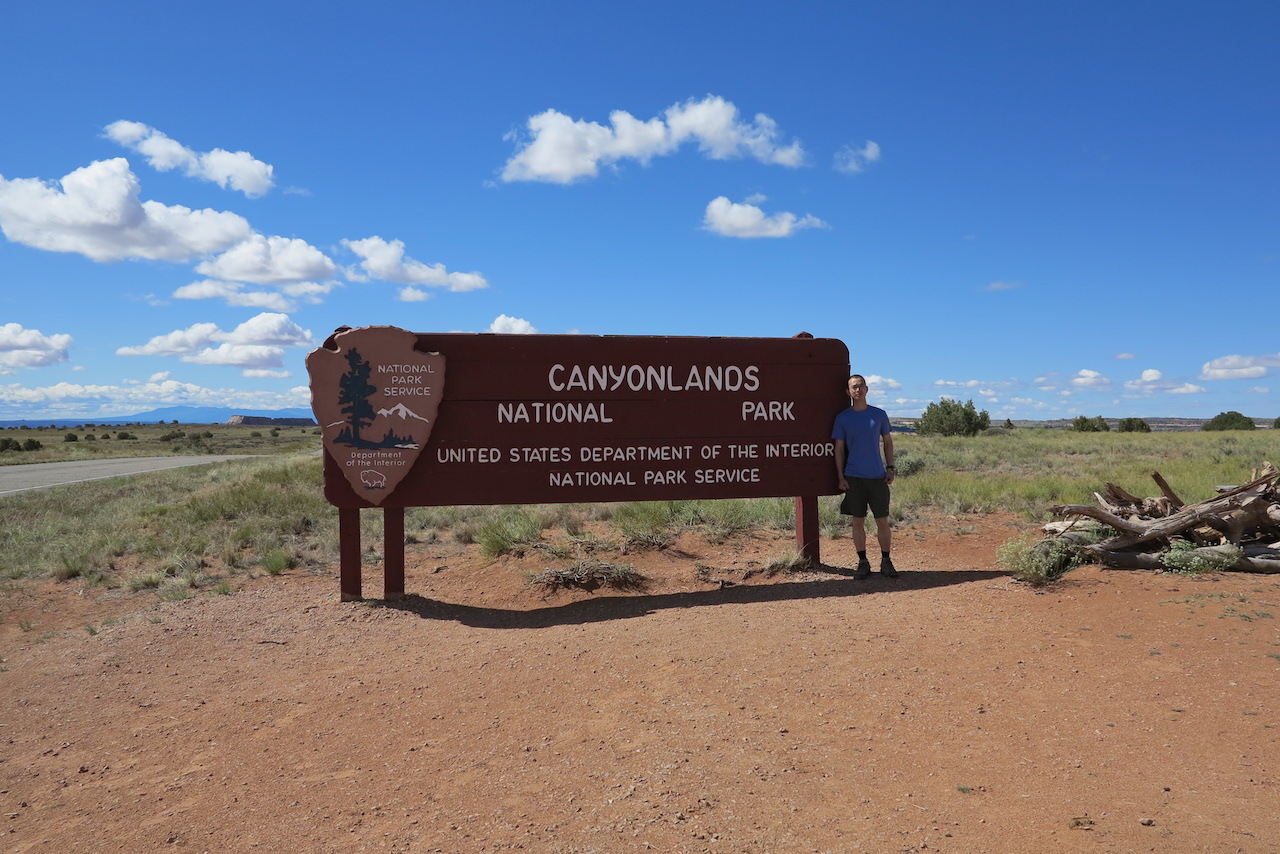 NATIONAL
PARK
SERVICE
Department
of the Interior
CANYONLANDS
NATIONAL PARK
UNITED STATES DEPARTMENT OF THE INTERIOR
NATIONAL PARK SERVICE